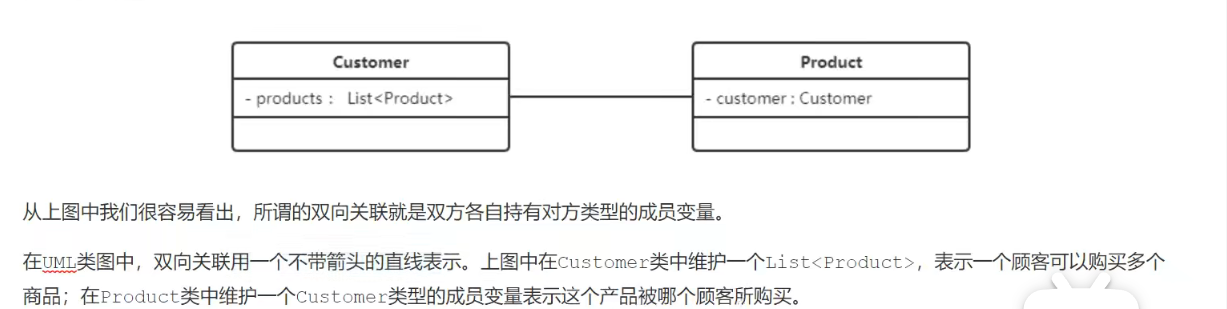 Customer
Product
- products： List<Product>
- customer : Customer
从上图中我们很容易看出，所谓的双向关联就是双方各自持有对方类型的成员变量。
在UML类图中，双向关联用一个不带箭头的直线表示。上图中在Customer类中维护一个List<Product>，表示一个顾客可以购买多个
商品；在Product类中维护一个Customer类型的成员变量表示这个产品被哪个顾客所购买。